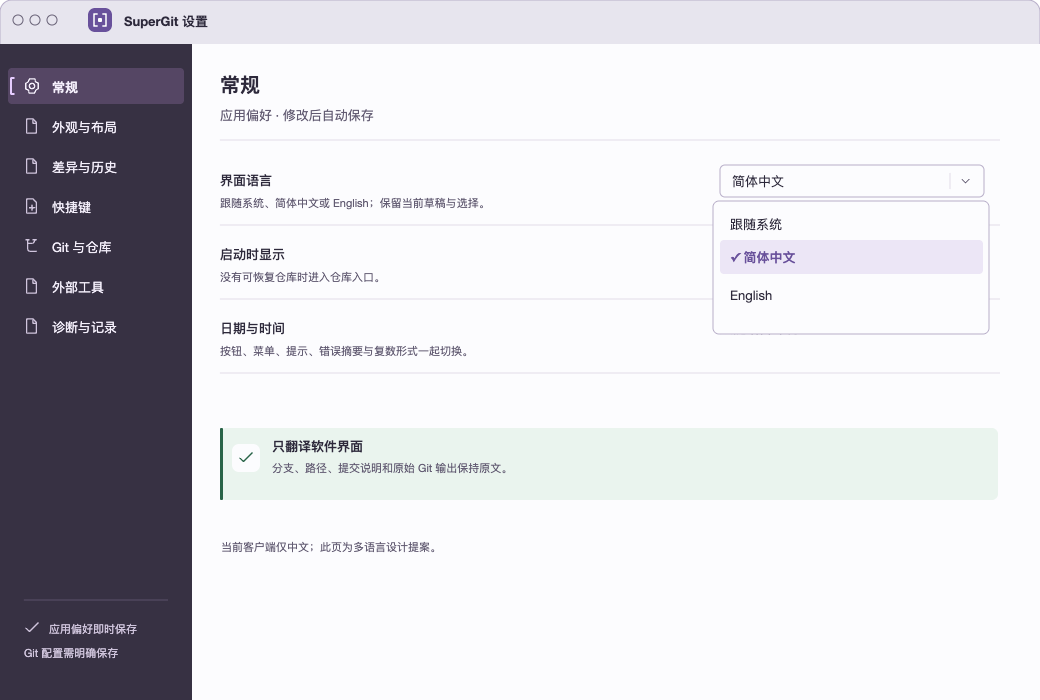 SuperGit 设置
常规
外观与布局
差异与历史
快捷键
Git 与仓库
外部工具
诊断与记录
应用偏好即时保存
Git 配置需明确保存
常规
应用偏好 · 修改后自动保存
界面语言
跟随系统、简体中文或 English；保留当前草稿与选择。
简体中文
跟随系统
✓简体中文
English
启动时显示
没有可恢复仓库时进入仓库入口。
日期与时间
按钮、菜单、提示、错误摘要与复数形式一起切换。
只翻译软件界面
分支、路径、提交说明和原始 Git 输出保持原文。
当前客户端仅中文；此页为多语言设计提案。